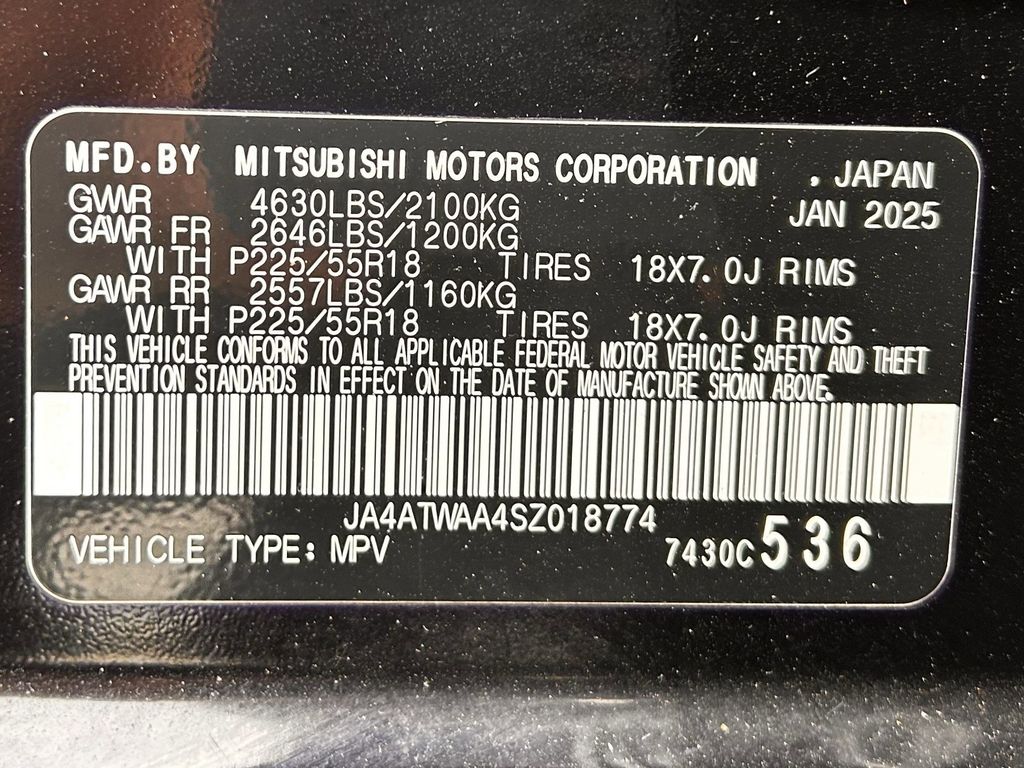 MFD.BY MITSUBISHI MOTORS CORPORATION . JAPAN
GVWR 4630LBS/2100KG JAN 2025
GAWR FR 2646LBS/1200KG
WITH P225/55R18 TIRES 18X7.0J RIMS
GAWR RR 2557LBS/1160KG
WITH P225/55R18 TIRES 18X7.0J RIMS
THIS VEHICLE CONFORMS TO ALL APPLICABLE FEDERAL MOTOR VEHICLE SAFETY AND THEFT
PREVENTION STANDARDS IN EFFECT ON THE DATE OF MANUFACTURE SHOWN ABOVE.
JA4ATWAA4SZ018774
VEHICLE TYPE: MPV 7430C 536